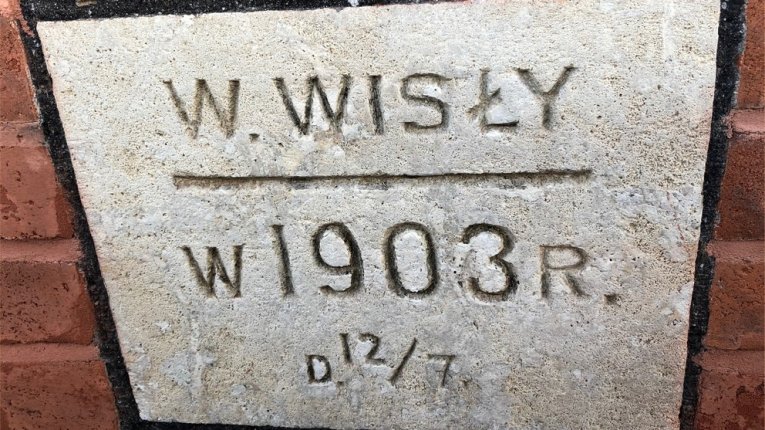 W. WISŁY
W 1903 R.
D. 12/7.